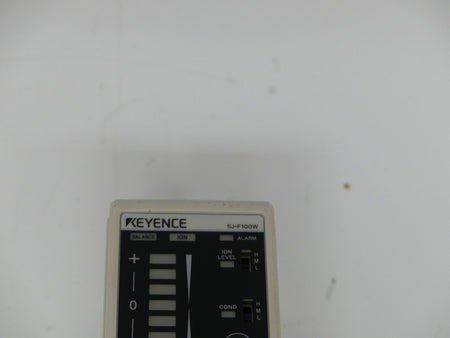 KEYENCE SJ-F100W
BALANCE ION ALARM
+ ION LEVEL H M L
0
COND H M L